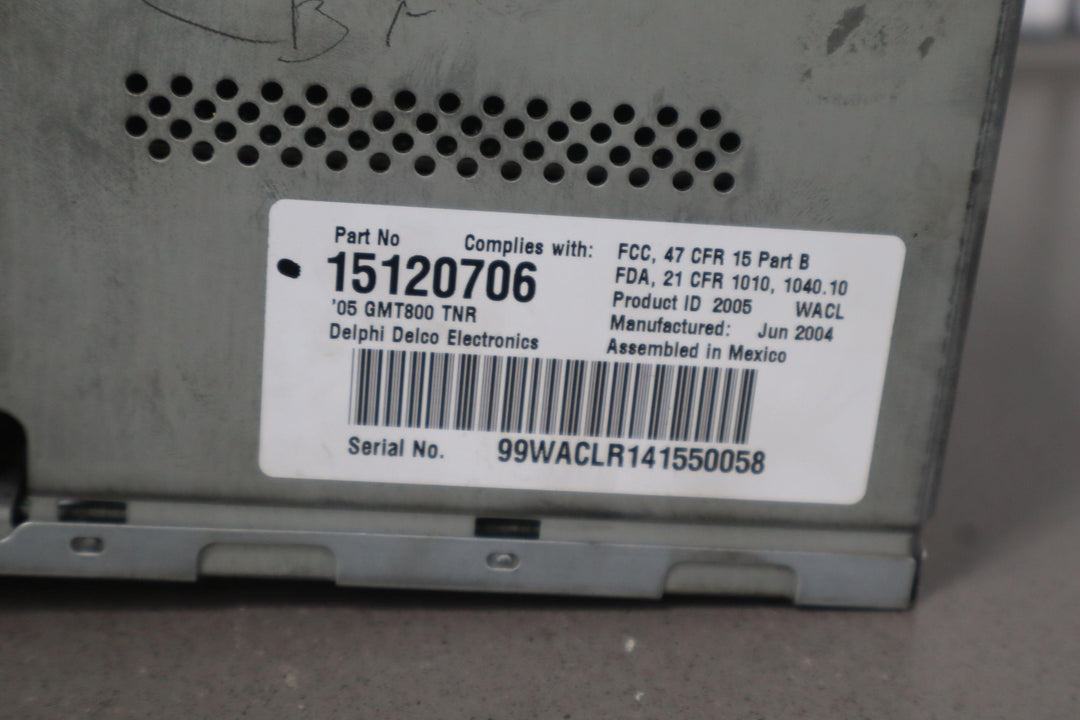 B F
Part No
15120706
'05 GMT800 TNR
Delphi Delco Electronics
Complies with: FCC, 47 CFR 15 Part B
FDA, 21 CFR 1010, 1040.10
Product ID 2005 WACL
Manufactured: Jun 2004
Assembled in Mexico
Serial No. 99WACLR141550058